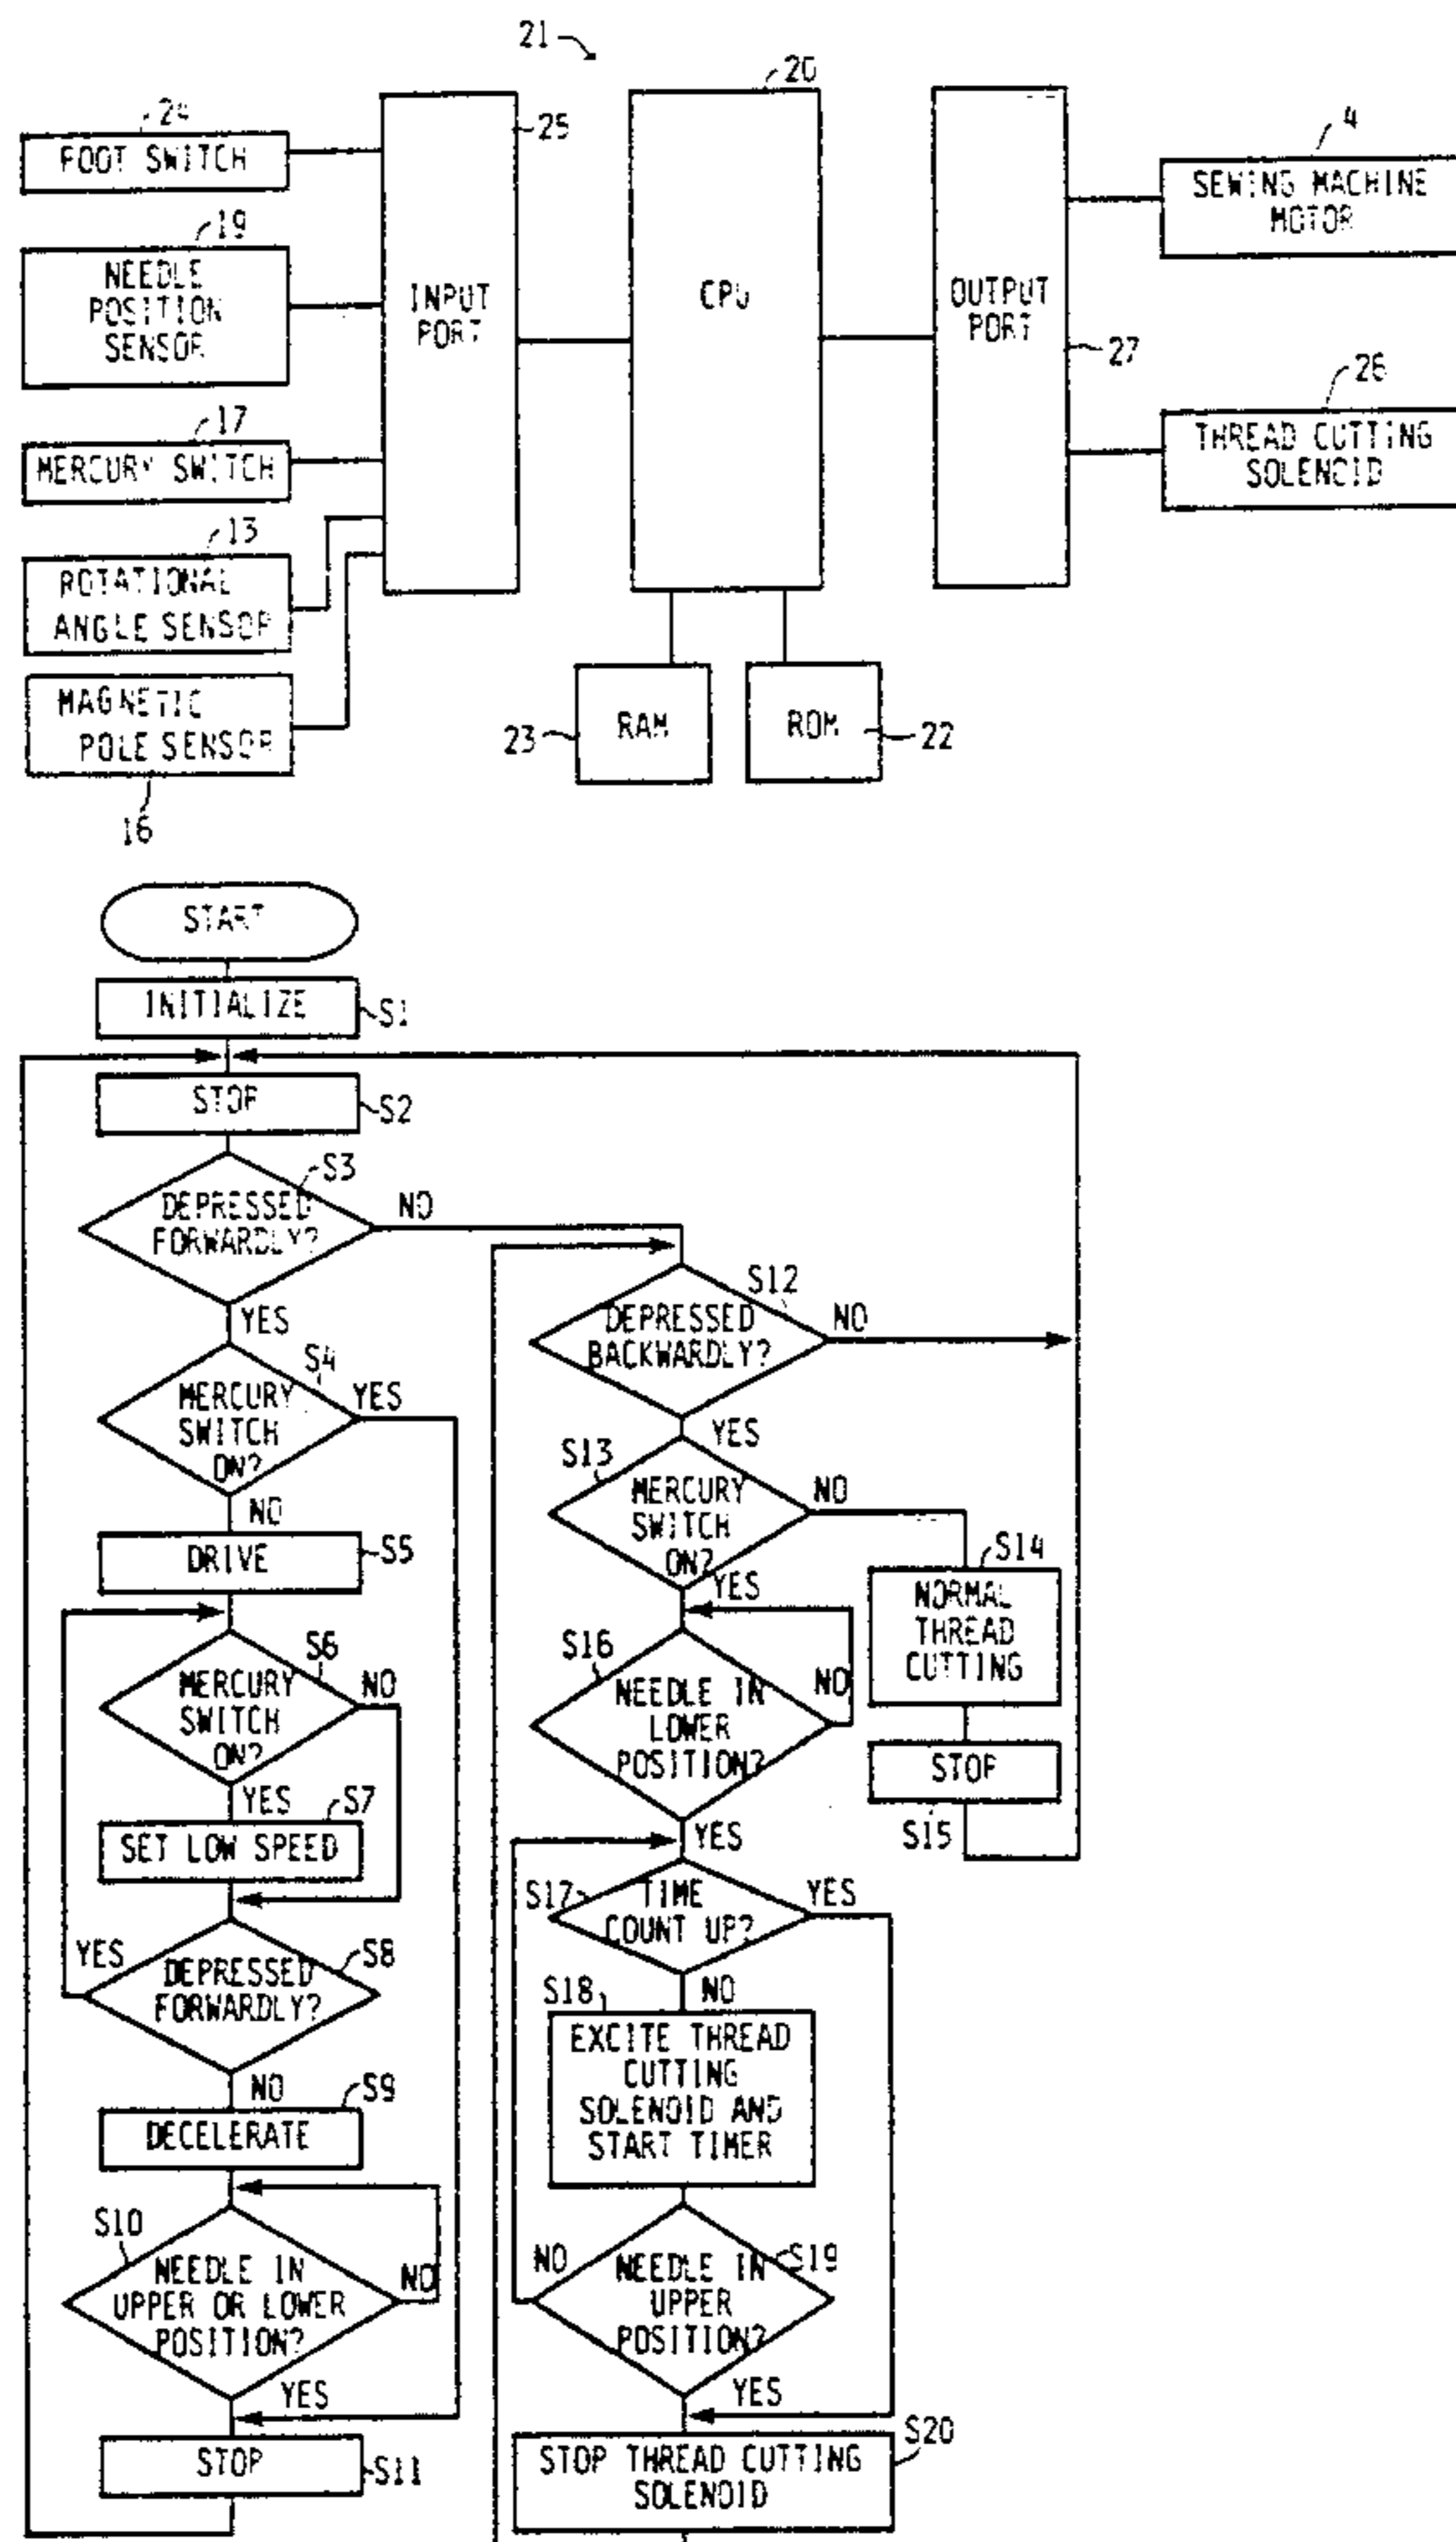 21
20
24
FOOT SWITCH
25
4
SEWING MACHINE
MOTOR
19
NEEDLE
POSITION
SENSOR
INPUT
PORT
CPU
OUTPUT
PORT
27
17
MERCURY SWITCH
26
THREAD CUTTING
SOLENOID
13
ROTATIONAL
ANGLE SENSOR
MAGNETIC
POLE SENSOR
16
23
RAM
ROM
22
START
INITIALIZE
S1
STOP
S2
S3
DEPRESSED
FORWARDLY?
NO
YES
S4
MERCURY
SWITCH
ON?
YES
NO
DRIVE
S5
S6
MERCURY
SWITCH
ON?
NO
YES
S7
SET LOW SPEED
YES
S8
DEPRESSED
FORWARDLY?
NO
S9
DECELERATE
S10
NEEDLE IN
UPPER OR LOWER
POSITION?
NO
YES
STOP
S11
S12
DEPRESSED
BACKWARDLY?
NO
YES
S13
MERCURY
SWITCH
ON?
NO
YES
S14
NORMAL
THREAD
CUTTING
STOP
S15
S16
NEEDLE IN
LOWER
POSITION?
NO
YES
S17
TIME
COUNT UP?
YES
NO
S18
EXCITE THREAD
CUTTING
SOLENOID AND
START TIMER
S19
NEEDLE IN
UPPER
POSITION?
NO
YES
S20
STOP THREAD CUTTING
SOLENOID